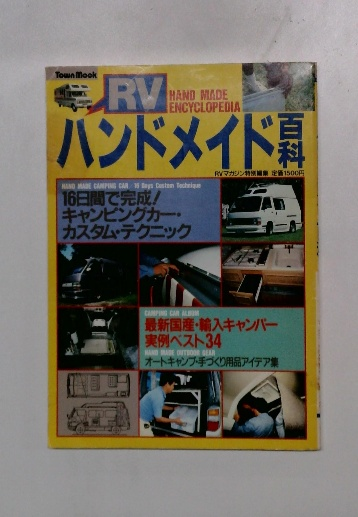 Town Mook
RV
HAND MADE
ENCYCLOPEDIA
ハンドメイド百科
RVマガジン特別編集 定価1500円
HAND MADE CAMPING CAR 16 Days Custom Technique
16日間で完成!
キャンピングカー・
カスタム・テクニック
CAMPING CAR ALBUM
最新国産・輸入キャンパー
実例ベスト34
HAND MADE OUTDOOR GEAR
オートキャンプ・手づくり用品アイデア集